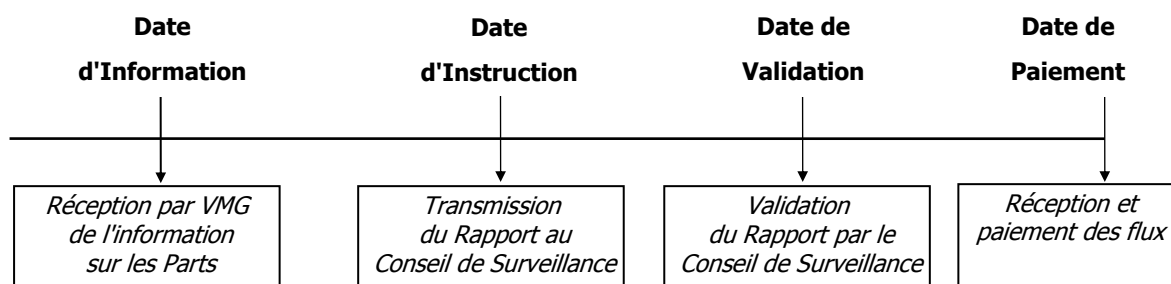 Date
d'Information
Date
d'Instruction
Date de
Validation
Date de
Paiement
Réception par VMG
de l'information
sur les Parts
Transmission
du Rapport au
Conseil de Surveillance
Validation
du Rapport par le
Conseil de Surveillance
Réception et
paiement des flux